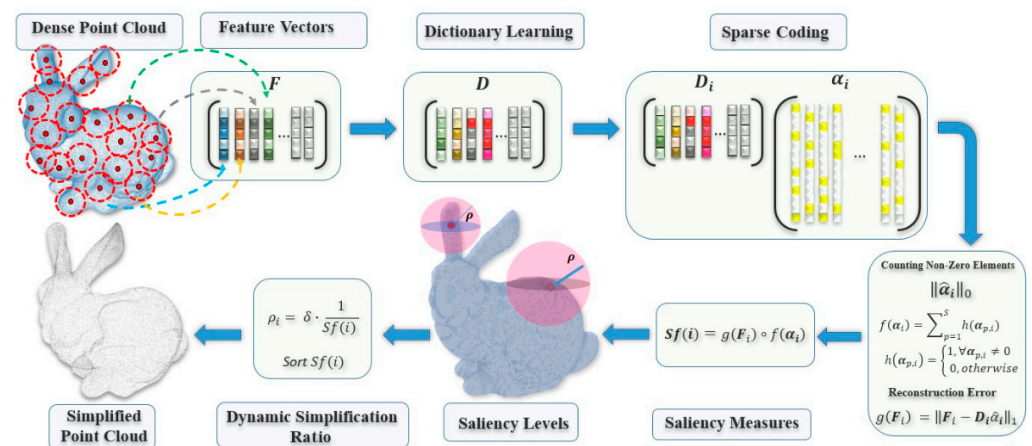 Dense Point Cloud
Feature Vectors
Dictionary Learning
Sparse Coding
F
D
D_i
α_i
...
...
...
...
Counting Non-Zero Elements
‖α̂_i‖_0
f(α_i) = ∑_{p=1}^{S} h(α_{p,i})
h(α_{p,i}) = {1, ∀α_{p,i} ≠ 0
0, otherwise
Reconstruction Error
g(F_i) = ‖F_i − D_iα̂_i‖_1
Sf(i) = g(F_i) ∘ f(α_i)
ρ
ρ
ρ_i = δ · 1/Sf(i)
Sort Sf(i)
Simplified
Point Cloud
Dynamic Simplification
Ratio
Saliency Levels
Saliency Measures